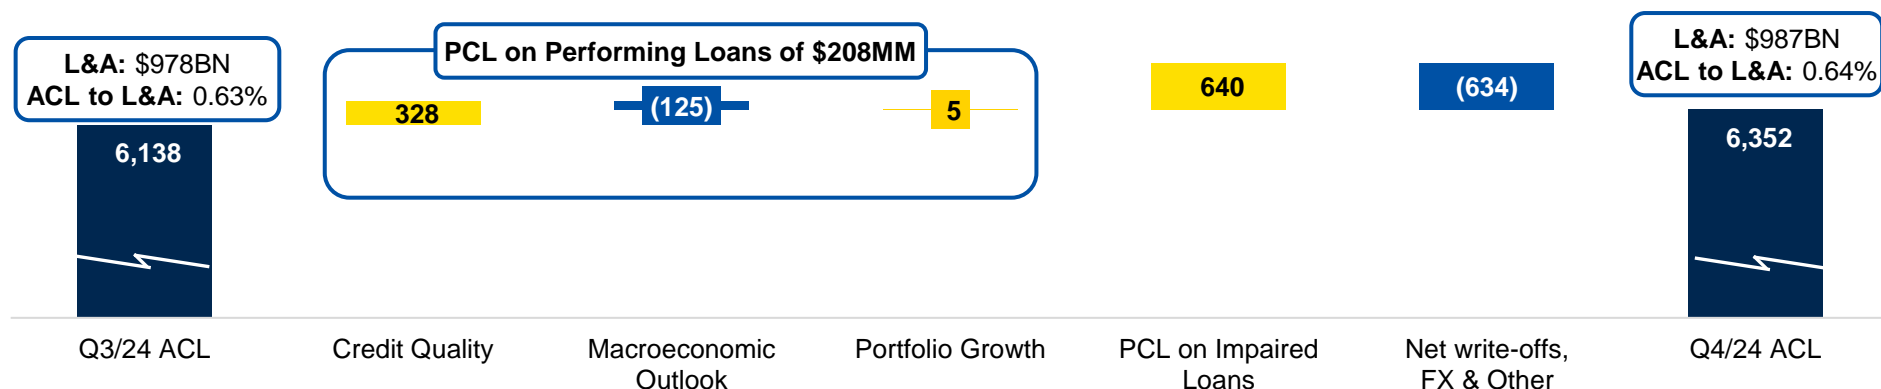 L&A: $978BN
ACL to L&A: 0.63%
PCL on Performing Loans of $208MM
L&A: $987BN
ACL to L&A: 0.64%
6,138
328
(125)
5
640
(634)
6,352
Q3/24 ACL
Credit Quality
Macroeconomic
Outlook
Portfolio Growth
PCL on Impaired
Loans
Net write-offs,
FX & Other
Q4/24 ACL